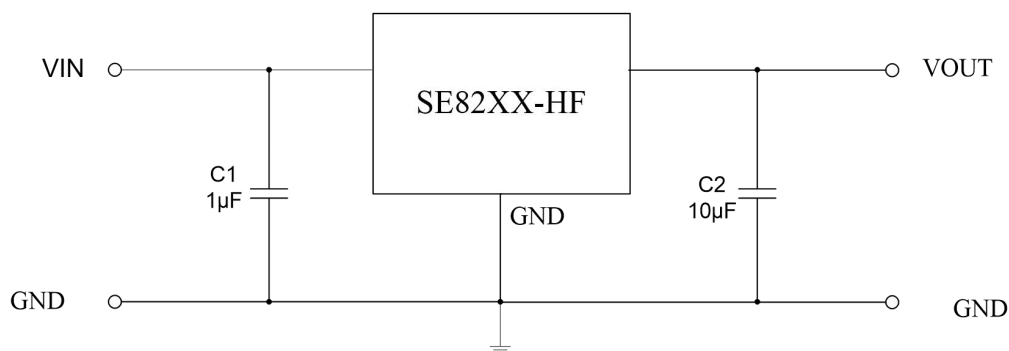 VIN
SE82XX-HF
VOUT
C1
1µF
C2
10µF
GND
GND
GND